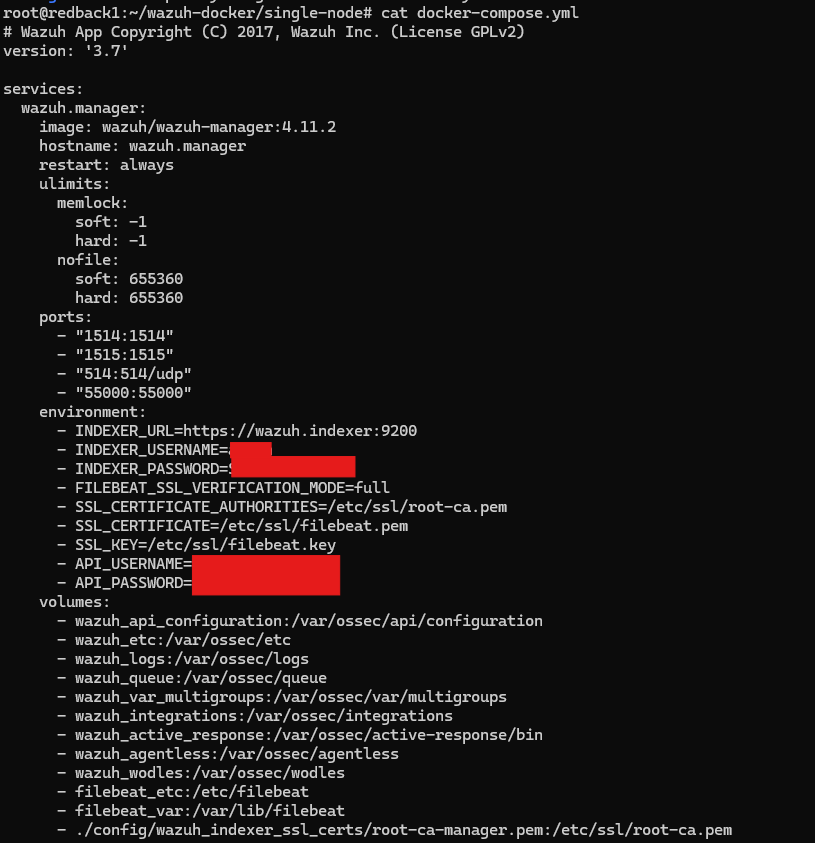 root@redback1:~/wazuh-docker/single-node# cat docker-compose.yml
# Wazuh App Copyright (C) 2017, Wazuh Inc. (License GPLv2)
version: '3.7'
services:
wazuh.manager:
image: wazuh/wazuh-manager:4.11.2
hostname: wazuh.manager
restart: always
ulimits:
memlock:
soft: -1
hard: -1
nofile:
soft: 655360
hard: 655360
ports:
- "1514:1514"
- "1515:1515"
- "514:514/udp"
- "55000:55000"
environment:
- INDEXER_URL=https://wazuh.indexer:9200
- INDEXER_USERNAME=
- INDEXER_PASSWORD=
- FILEBEAT_SSL_VERIFICATION_MODE=full
- SSL_CERTIFICATE_AUTHORITIES=/etc/ssl/root-ca.pem
- SSL_CERTIFICATE=/etc/ssl/filebeat.pem
- SSL_KEY=/etc/ssl/filebeat.key
- API_USERNAME=
- API_PASSWORD=
volumes:
- wazuh_api_configuration:/var/ossec/api/configuration
- wazuh_etc:/var/ossec/etc
- wazuh_logs:/var/ossec/logs
- wazuh_queue:/var/ossec/queue
- wazuh_var_multigroups:/var/ossec/var/multigroups
- wazuh_integrations:/var/ossec/integrations
- wazuh_active_response:/var/ossec/active-response/bin
- wazuh_agentless:/var/ossec/agentless
- wazuh_wodles:/var/ossec/wodles
- filebeat_etc:/etc/filebeat
- filebeat_var:/var/lib/filebeat
- ./config/wazuh_indexer_ssl_certs/root-ca-manager.pem:/etc/ssl/root-ca.pem